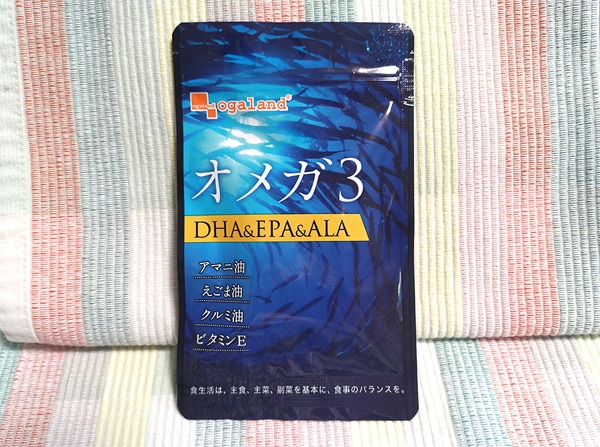 ogaland®
オメガ3
DHA&EPA&ALA
アマニ油
えごま油
クルミ油
ビタミンE
食生活は、主食、主菜、副菜を基本に、食事のバランスを。